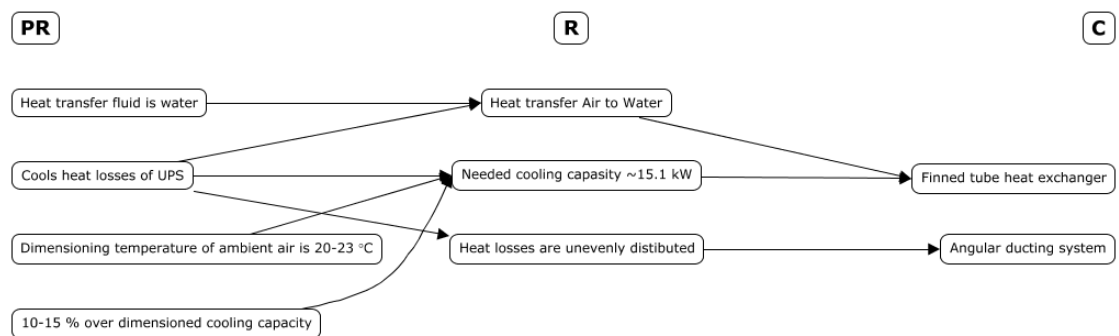 PR
R
C
Heat transfer fluid is water
Heat transfer Air to Water
Cools heat losses of UPS
Needed cooling capasity ~15.1 kW
Finned tube heat exchanger
Dimensioning temperature of ambient air is 20-23 °C
Heat losses are unevenly distibuted
Angular ducting system
10-15 % over dimensioned cooling capacity